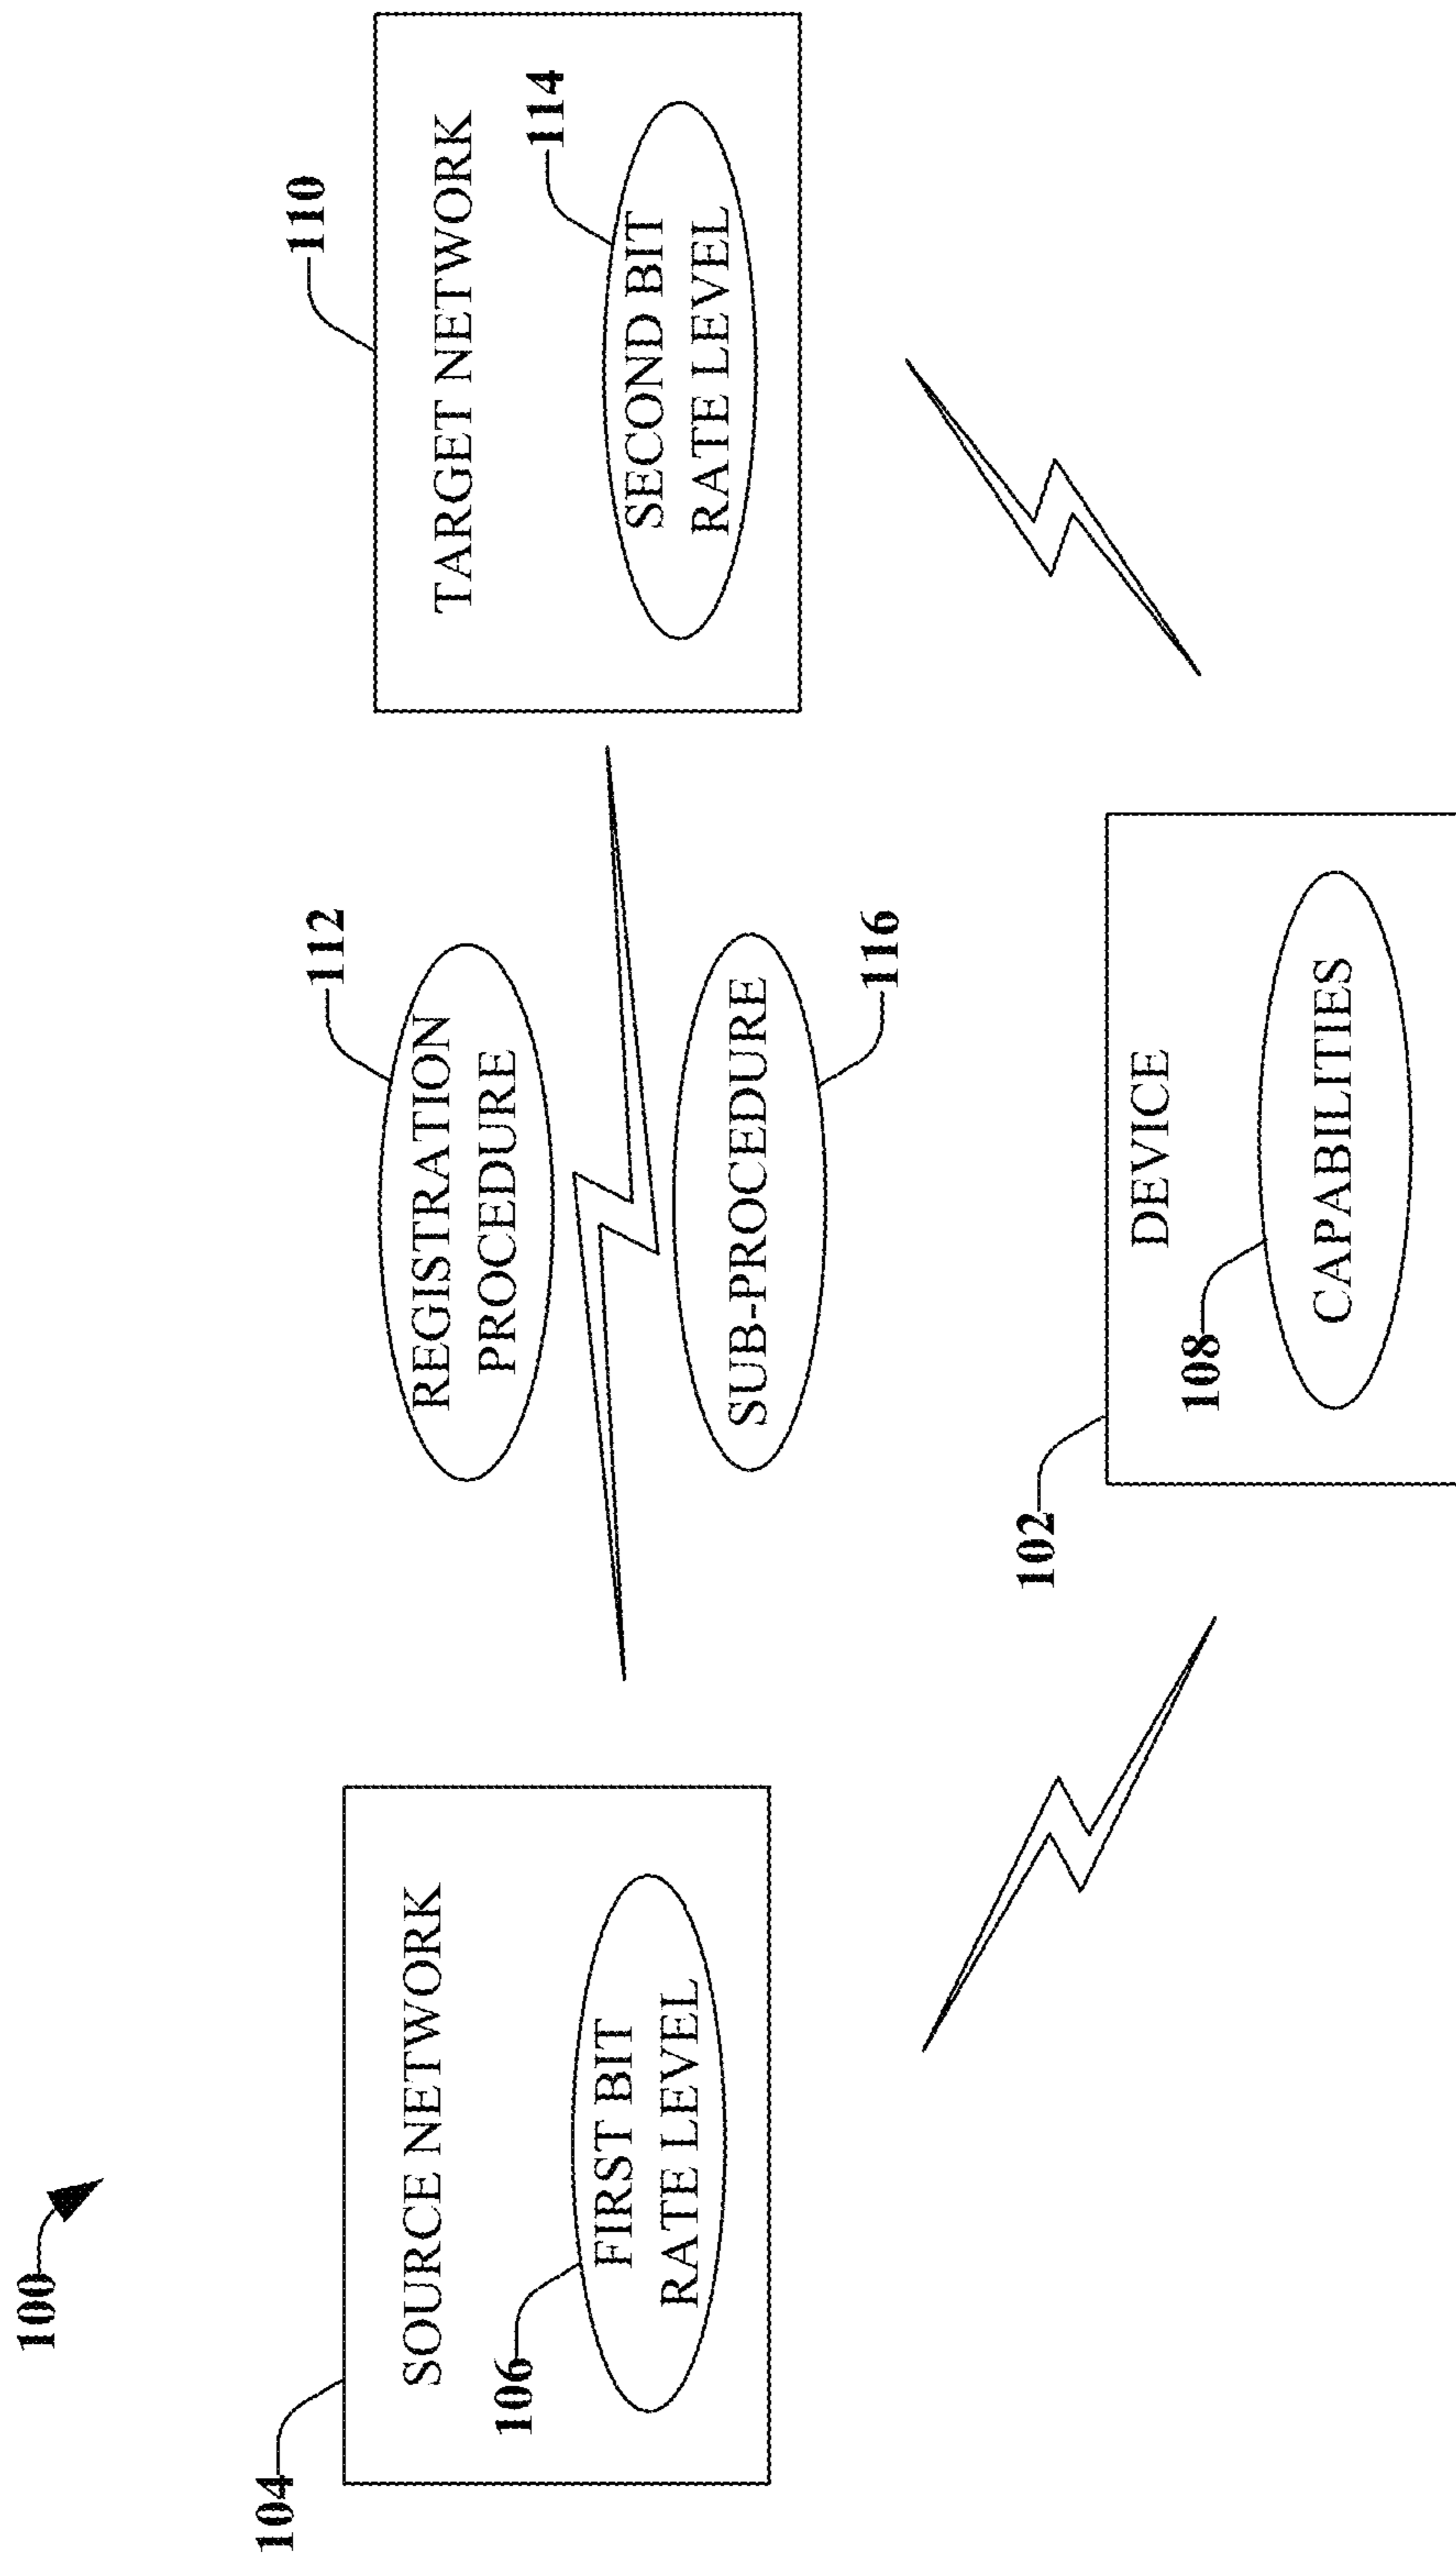 100
104
SOURCE NETWORK
106
FIRST BIT
RATE LEVEL
112
REGISTRATION
PROCEDURE
SUB-PROCEDURE
116
110
TARGET NETWORK
114
SECOND BIT
RATE LEVEL
102
DEVICE
108
CAPABILITIES